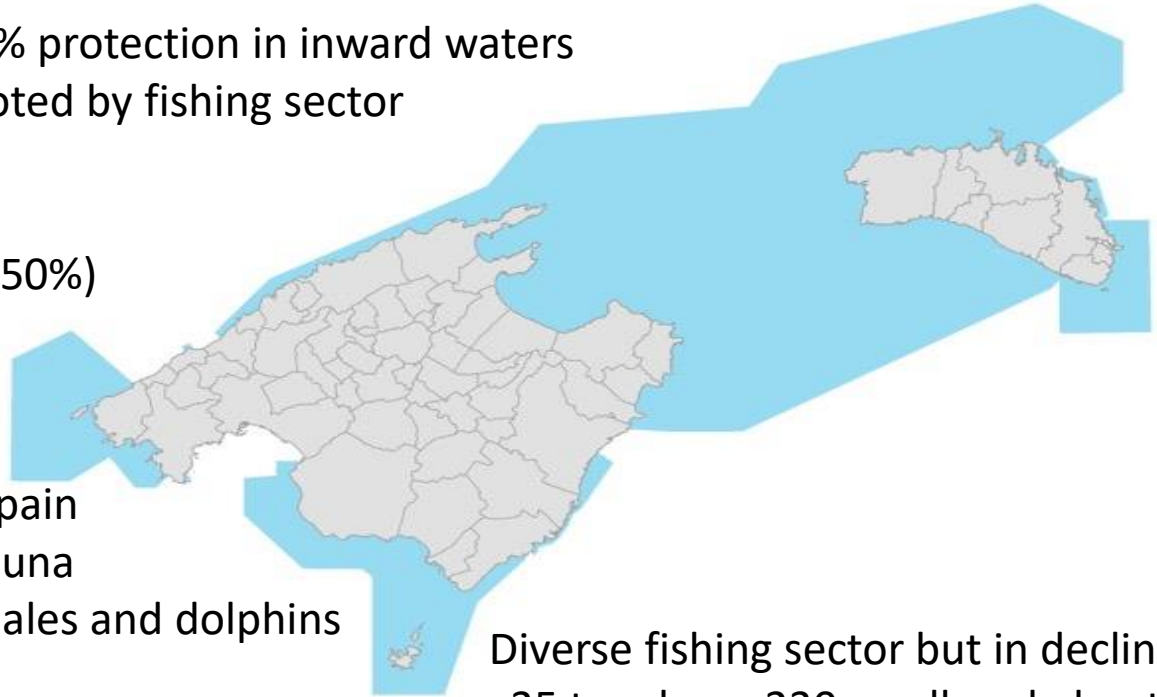 % protection in inward waters
oted by fishing sector
50%)
pain
una
ales and dolphins
Diverse fishing sector but in declin